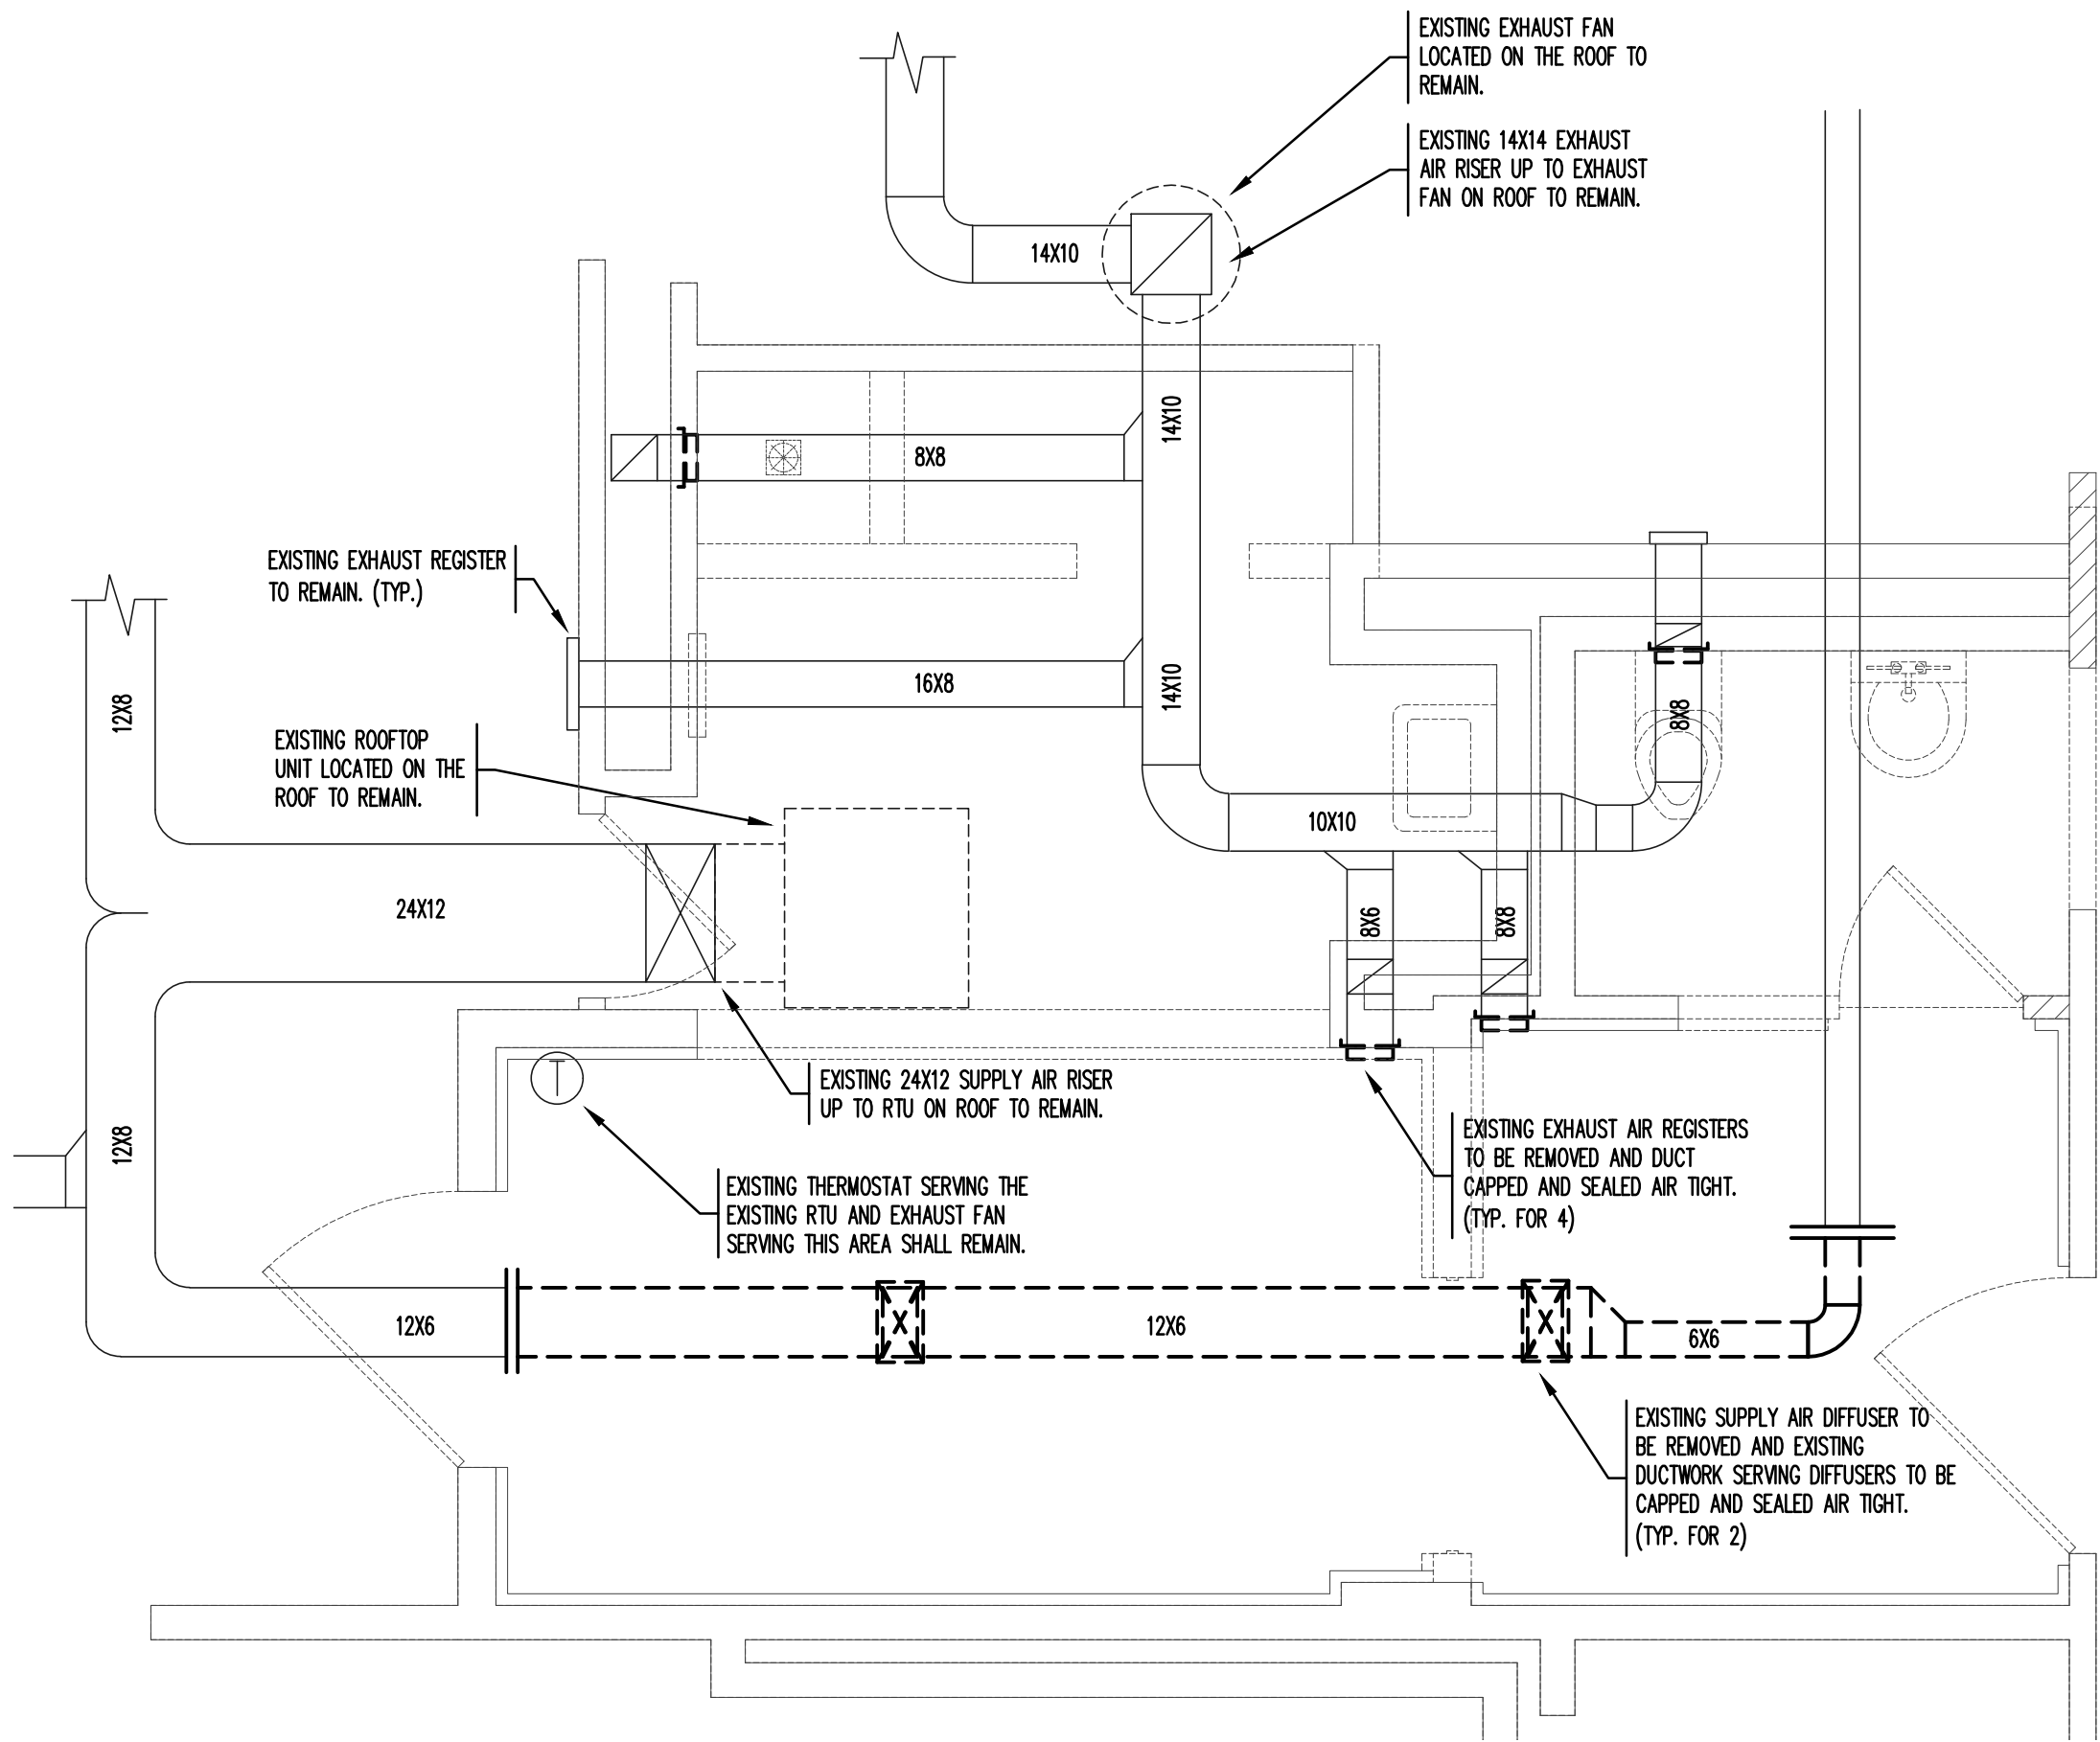 EXISTING EXHAUST FAN
LOCATED ON THE ROOF TO
REMAIN.
EXISTING 14X14 EXHAUST
AIR RISER UP TO EXHAUST
FAN ON ROOF TO REMAIN.
14X10
14X10
8X8
EXISTING EXHAUST REGISTER
TO REMAIN. (TYP.)
16X8
14X10
8X8
12X8
EXISTING ROOFTOP
UNIT LOCATED ON THE
ROOF TO REMAIN.
10X10
24X12
8X6
8X8
T
EXISTING 24X12 SUPPLY AIR RISER
UP TO RTU ON ROOF TO REMAIN.
12X8
EXISTING EXHAUST AIR REGISTERS
TO BE REMOVED AND DUCT
CAPPED AND SEALED AIR TIGHT.
(TYP. FOR 4)
EXISTING THERMOSTAT SERVING THE
EXISTING RTU AND EXHAUST FAN
SERVING THIS AREA SHALL REMAIN.
12X6
12X6
6X6
EXISTING SUPPLY AIR DIFFUSER TO
BE REMOVED AND EXISTING
DUCTWORK SERVING DIFFUSERS TO BE
CAPPED AND SEALED AIR TIGHT.
(TYP. FOR 2)